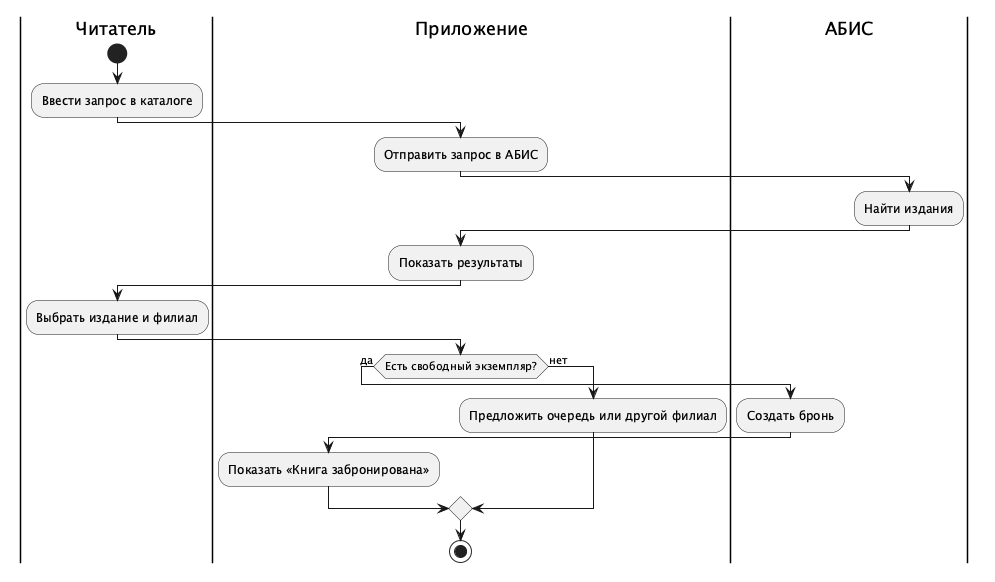 Читатель
Приложение
АБИС
Ввести запрос в каталоге
Отправить запрос в АБИС
Найти издания
Показать результаты
Выбрать издание и филиал
да
Есть свободный экземпляр?
нет
Предложить очередь или другой филиал
Создать бронь
Показать «Книга забронирована»